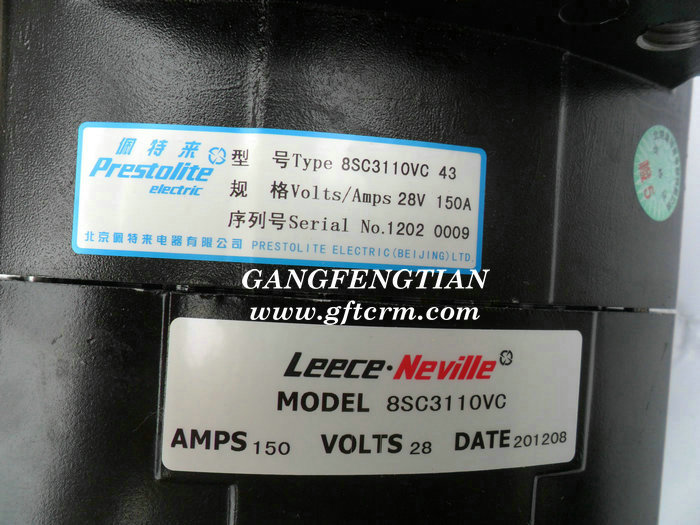 佩特来
Prestolite
electric
型 号Type 8SC3110VC 43
规 格Volts/Amps 28V 150A
序列号Serial No.1202 0009
北京佩特来电器有限公司 PRESTOLITE ELECTRIC(BEIJING)LTD.
GANGFENGTIAN
www.gftcrm.com
Leece·Neville
MODEL 8SC3110VC
AMPS 150 VOLTS 28 DATE 201208